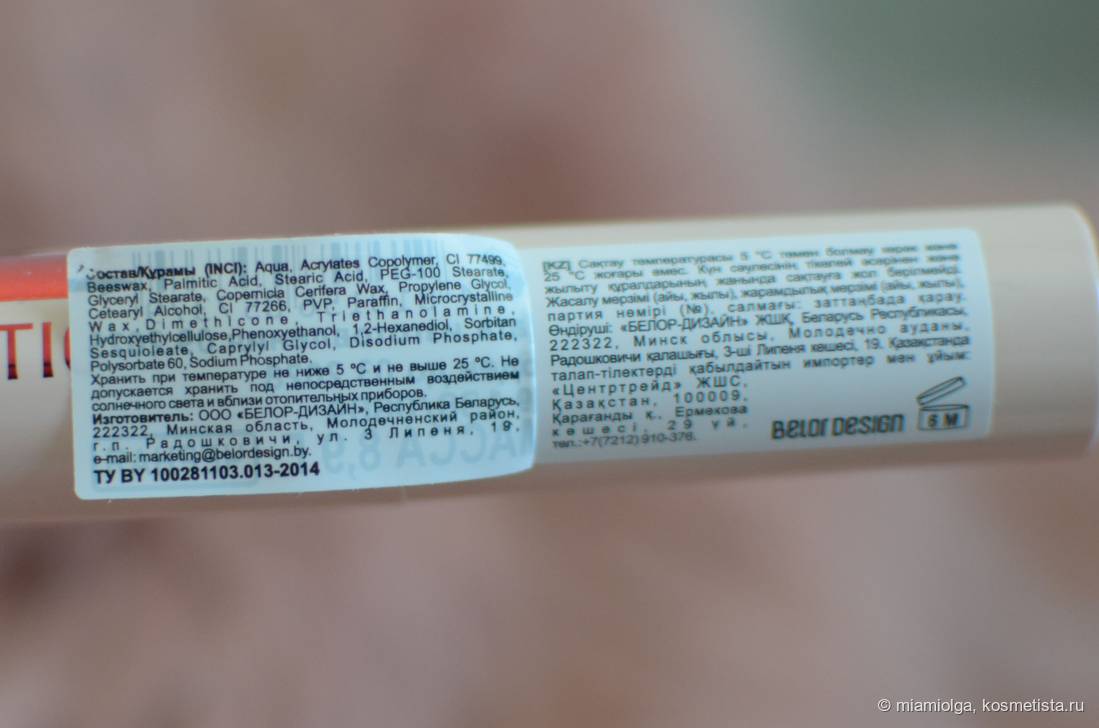 TIC
Состав/Құрамы (INCI): Aqua, Acrylates Copolymer, CI 77499,
Beeswax, Palmitic Acid, Stearic Acid, PEG-100 Stearate,
Glyceryl Stearate, Copernicia Cerifera Wax, Propylene Glycol,
Cetearyl Alcohol, CI 77266, PVP, Paraffin, Microcrystalline
Wax, Dimethicone, Triethanolamine,
Hydroxyethylcellulose,Phenoxyethanol, 1,2-Hexanediol, Sorbitan
Sesquioleate, Caprylyl Glycol, Disodium Phosphate,
Polysorbate 60, Sodium Phosphate.
Хранить при температуре не ниже 5 °С и не выше 25 °С. Не
допускается хранить под непосредственным воздействием
солнечного света и вблизи отопительных приборов.
Изготовитель: ООО «БЕЛОР-ДИЗАЙН», Республика Беларусь,
222322, Минская область, Молодечненский район,
г.п. Радошковичи, ул. 3 Липеня, 19,
e-mail: marketing@belordesign.by.
ТУ BY 100281103.013-2014
МАССА 8,9
[KZ] Сақтау температурасы 5 °С төмен болмау керек және
25 °С жоғары емес. Күн сәулесінің тікелей әсерінен және
жылыту құралдарының жанында сақтауға жол берілмейді.
Жасалу мерзімі (айы, жылы), жарамдылық мерзімі (айы, жылы),
партия немірі (№), салмағы: заттаңбада қарау.
Өндіруші: «БЕЛОР-ДИЗАЙН» ЖШҚ, Беларусь Республикасы,
222322, Минск облысы, Молодечно ауданы,
Радошковичи қалашығы, 3-ші Липеня көшесі, 19. Қазақстанда
талап-тілектерді қабылдайтын импортер мен ұйым:
«Центртрейд» ЖШС,
Қазақстан, 100009,
Қарағанды қ., Ермекова
көшесі, 29 үй,
тел.:+7(7212) 910-376.
BELORDESIGN
6 M
© miamiolga, kosmetista.ru